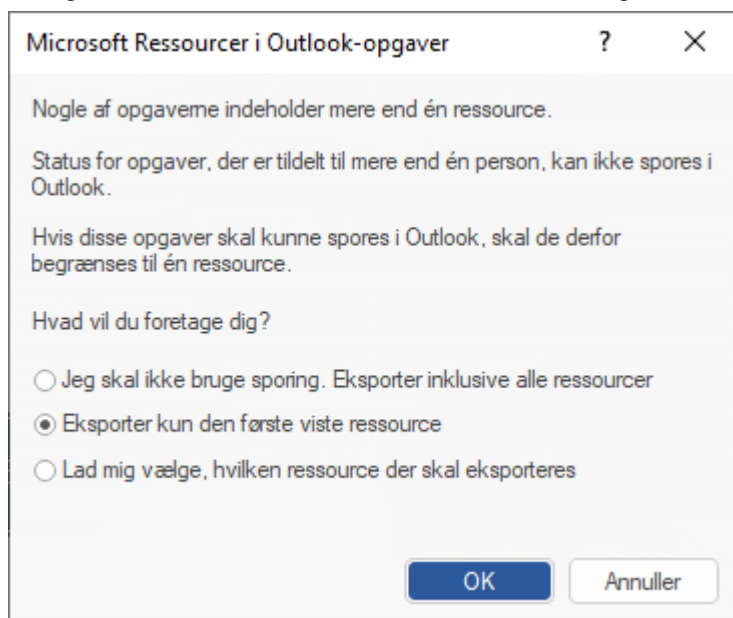 Microsoft Ressourcer i Outlook-opgaver ? X
Nogle af opgaverne indeholder mere end én ressource.
Status for opgaver, der er tildelt til mere end én person, kan ikke spores i
Outlook.
Hvis disse opgaver skal kunne spores i Outlook, skal de derfor
begrænses til én ressource.
Hvad vil du foretage dig?
Jeg skal ikke bruge sporing. Eksporter inklusive alle ressourcer
Eksporter kun den første viste ressource
Lad mig vælge, hvilken ressource der skal eksporteres
OK Annuller